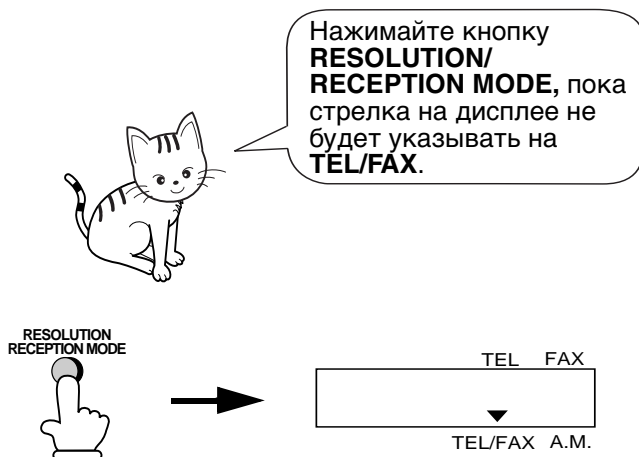 Нажимайте кнопку
RESOLUTION/
RECEPTION MODE, пока
стрелка на дисплее не
будет указывать на
TEL/FAX.
RESOLUTION
RECEPTION MODE
TEL FAX
TEL/FAX A.M.